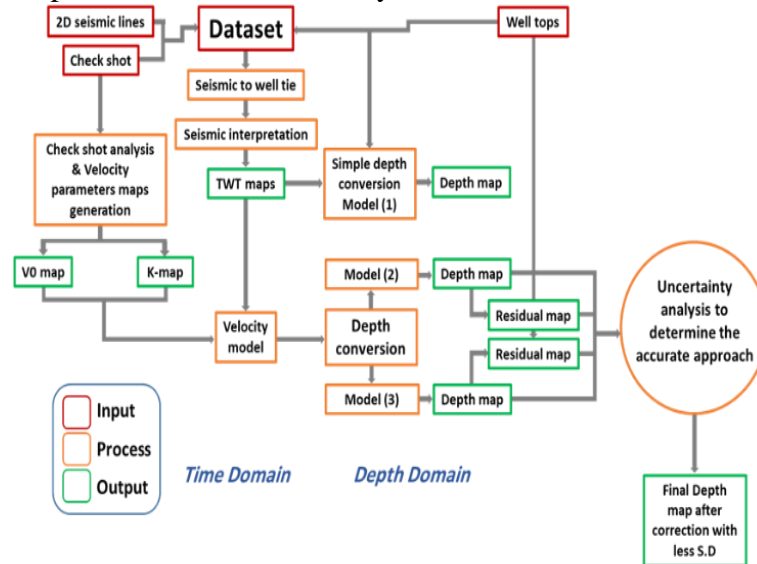 2D seismic lines
Dataset
Well tops
Check shot
Seismic to well tie
Seismic interpretation
Check shot analysis
& Velocity
parameters maps
generation
TWT maps
Simple depth
conversion
Model (1)
Depth map
V0 map
K-map
Model (2)
Depth map
Residual map
Velocity
model
Depth
conversion
Residual map
Model (3)
Depth map
Uncertainty
analysis to
determine the
accurate approach
Input
Process
Output
Time Domain
Depth Domain
Final Depth
map after
correction with
less S.D